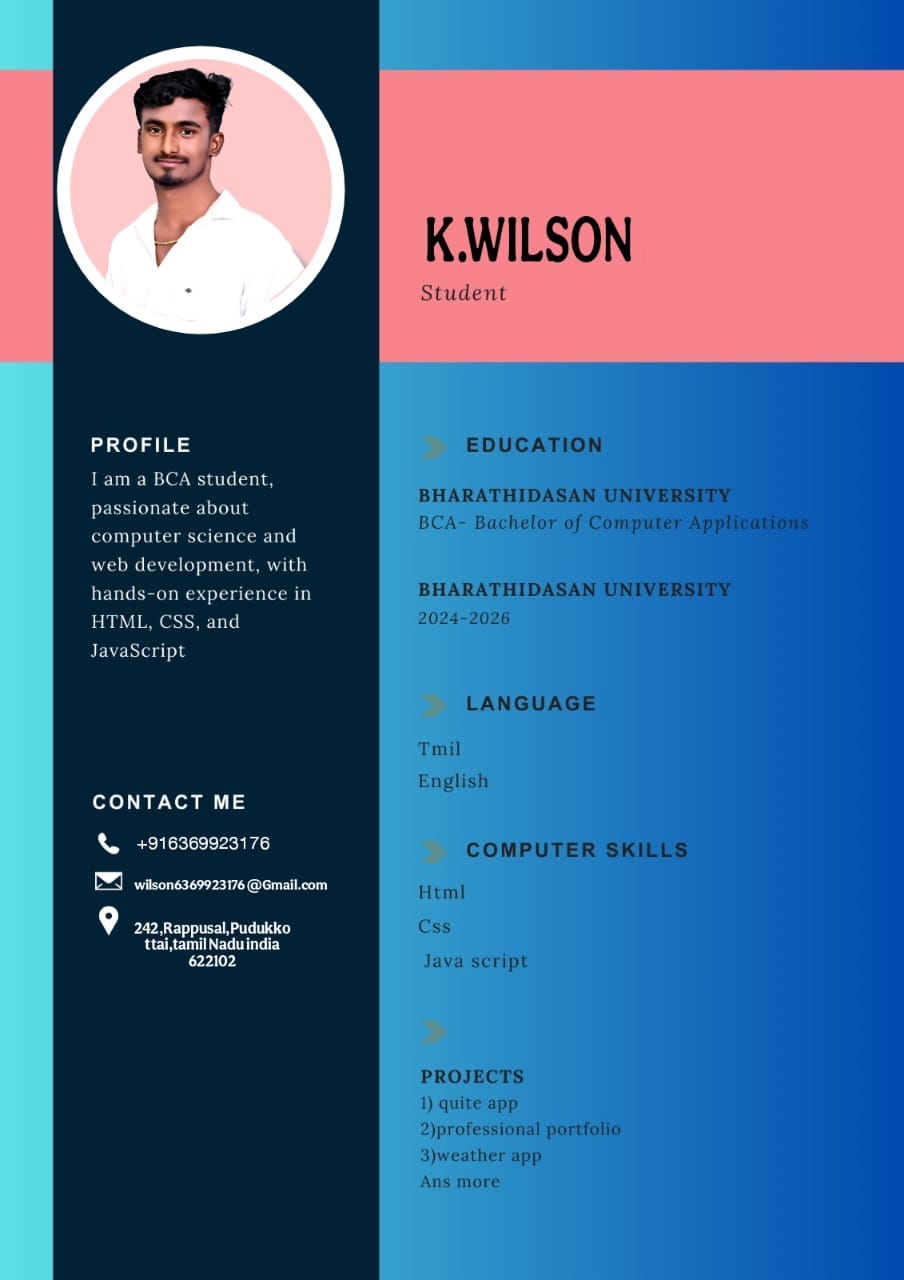 K.WILSON
Student
PROFILE
I am a BCA student,
passionate about
computer science and
web development, with
hands-on experience in
HTML, CSS, and
JavaScript
CONTACT ME
+916369923176
wilson6369923176@Gmail.com
242,Rappusal,Pudukko
ttai,tamil Nadu india
622102
EDUCATION
BHARATHIDASAN UNIVERSITY
BCA- Bachelor of Computer Applications
BHARATHIDASAN UNIVERSITY
2024-2026
LANGUAGE
Tmil
English
COMPUTER SKILLS
Html
Css
Java script
PROJECTS
1) quite app
2)professional portfolio
3)weather app
Ans more